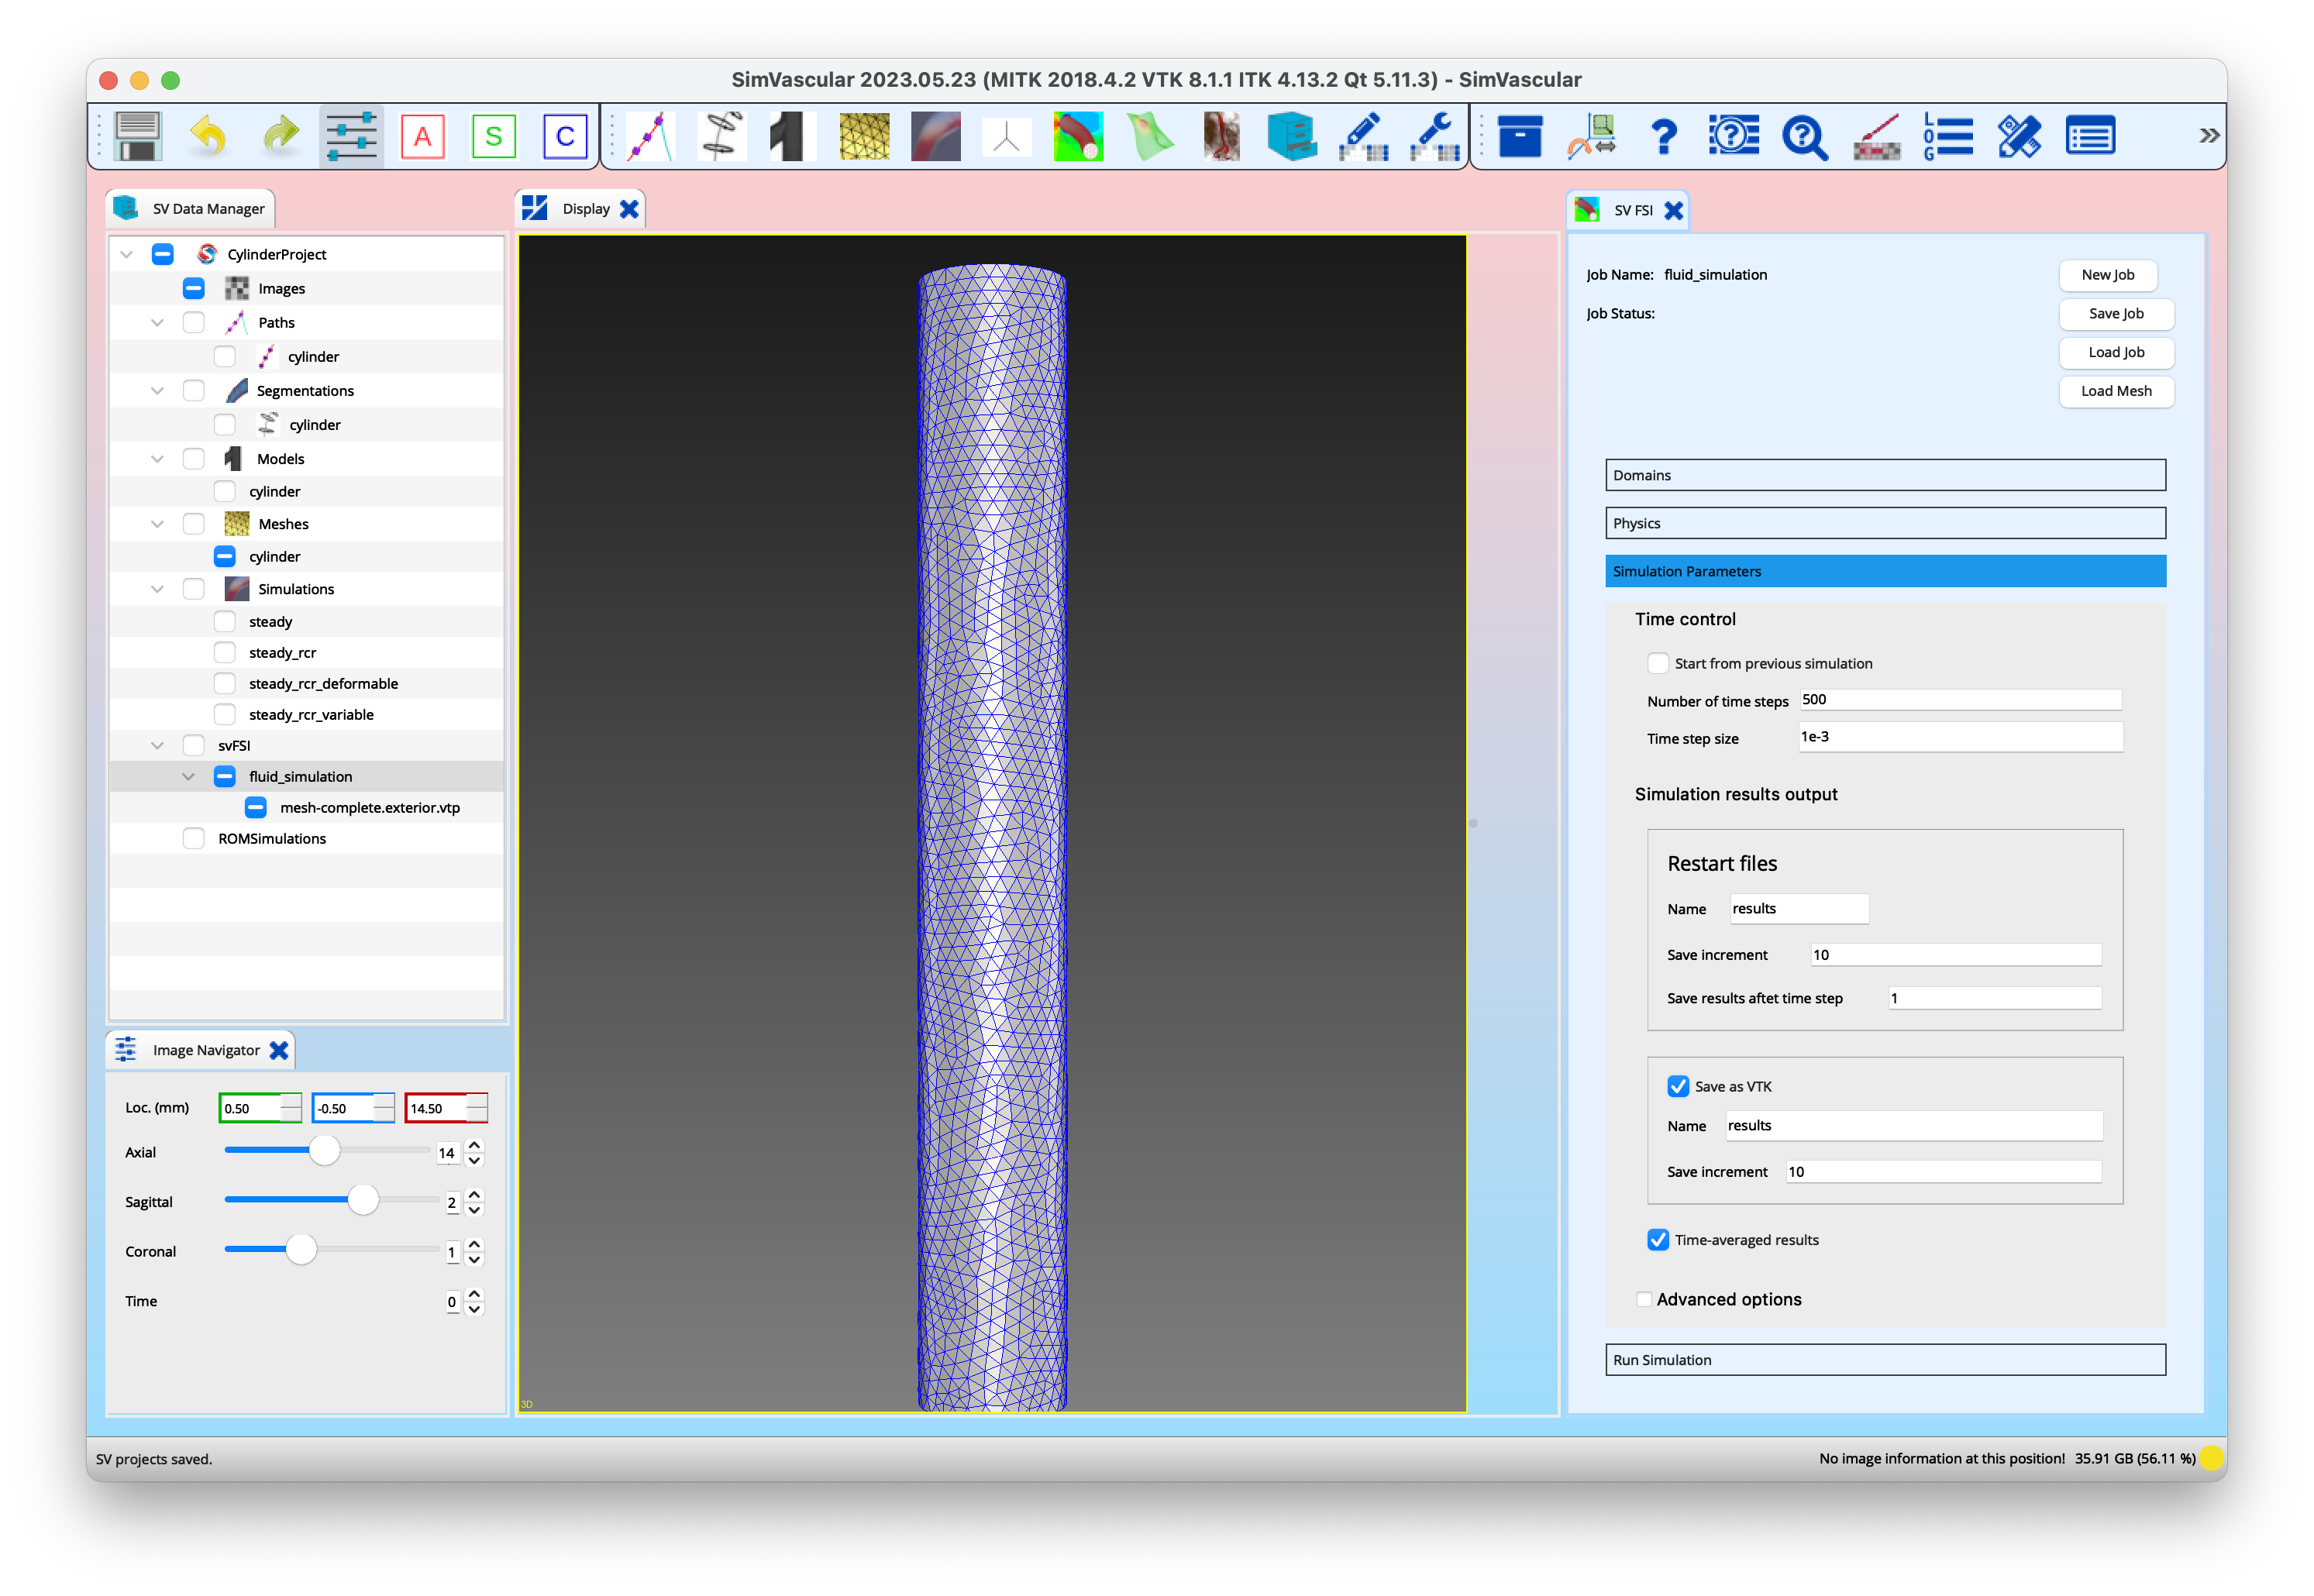 SimVascular 2023.05.23 (MITK 2018.4.2 VTK 8.1.1 ITK 4.13.2 Qt 5.11.3) - SimVascular
A
S
C
LOG
SV Data Manager
CylinderProject
Images
Paths
cylinder
Segmentations
cylinder
Models
cylinder
Meshes
cylinder
Simulations
steady
steady_rcr
steady_rcr_deformable
steady_rcr_variable
svFSI
fluid_simulation
mesh-complete.exterior.vtp
ROMSimulations
Image Navigator
Loc. (mm) 0.50 -0.50 14.50
Axial 14
Sagittal 2
Coronal 1
Time 0
Display
3D
SV FSI
Job Name: fluid_simulation New Job
Job Status: Save Job
Load Job
Load Mesh
Domains
Physics
Simulation Parameters
Time control
Start from previous simulation
Number of time steps 500
Time step size 1e-3
Simulation results output
Restart files
Name results
Save increment 10
Save results aftet time step 1
Save as VTK
Name results
Save increment 10
Time-averaged results
Advanced options
Run Simulation
SV projects saved.
No image information at this position! 35.91 GB (56.11 %)